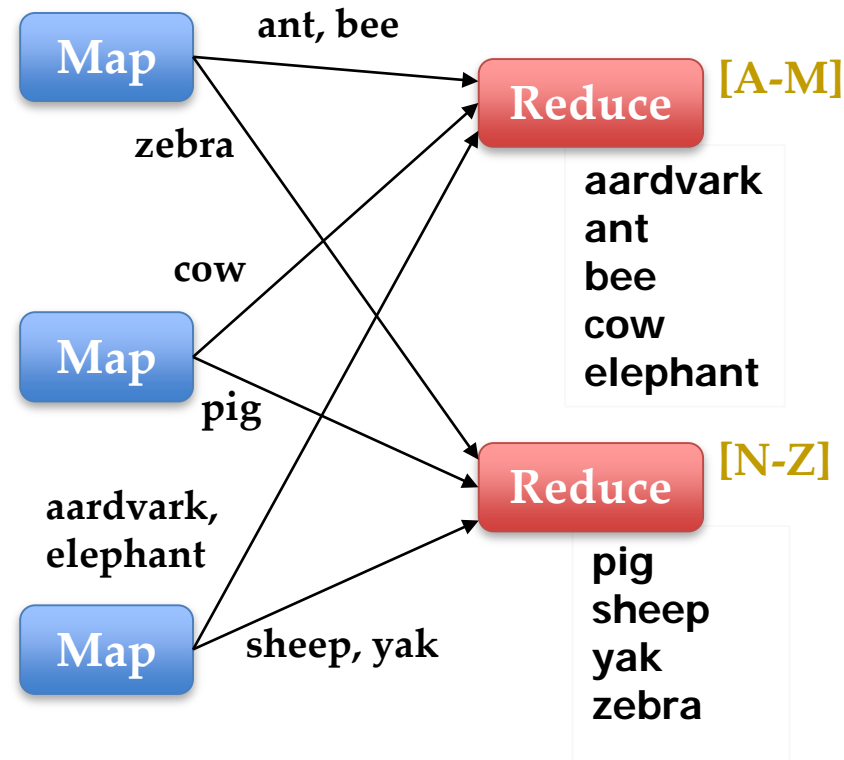 ant, bee
Map
Reduce
[A-M]
zebra
aardvark
ant
bee
cow
elephant
cow
Map
pig
Reduce
[N-Z]
aardvark,
elephant
pig
sheep
yak
zebra
Map
sheep, yak